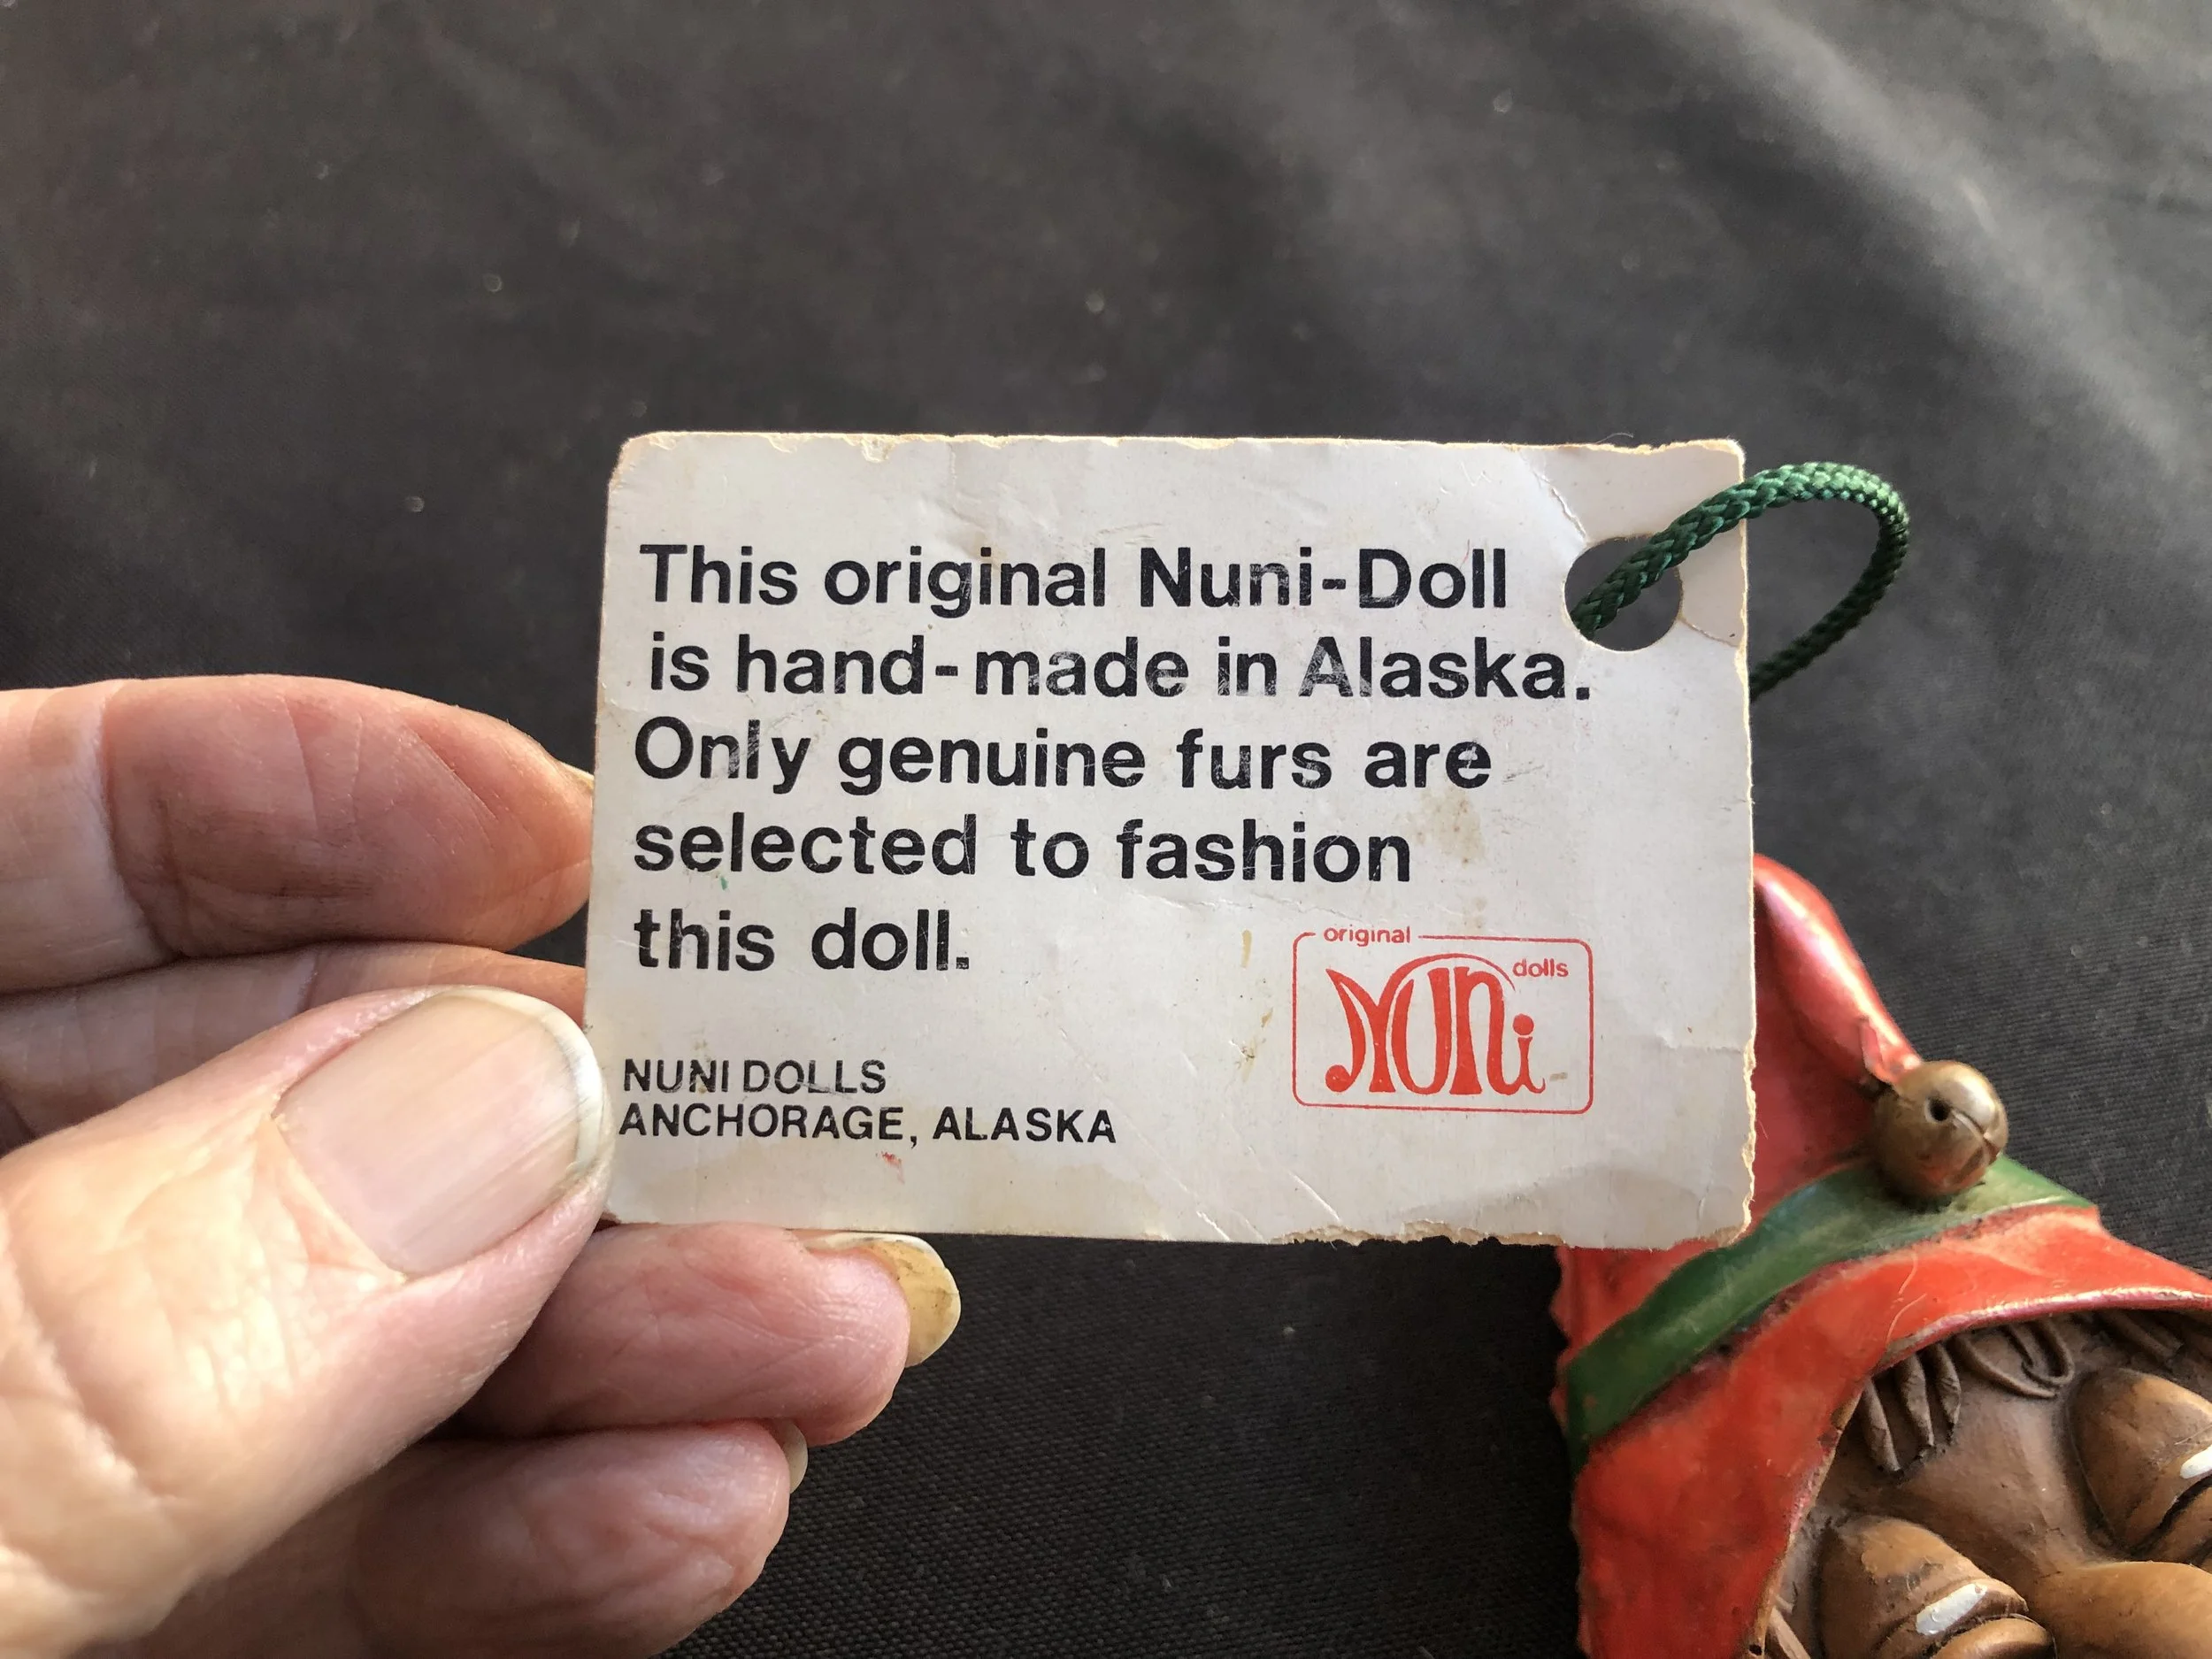 This original Nuni-Doll
is hand-made in Alaska.
Only genuine furs are
selected to fashion
this doll.
original
Nuni
dolls
NUNI DOLLS
ANCHORAGE, ALASKA